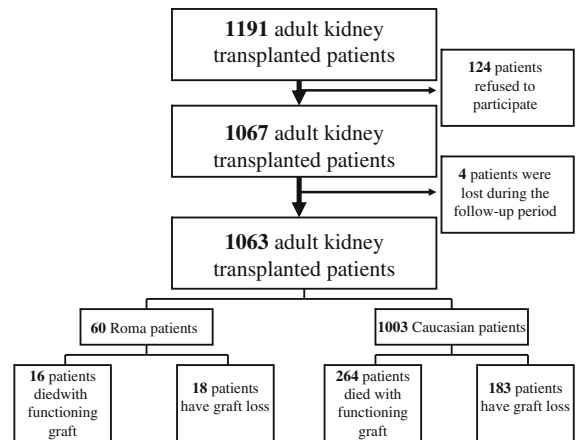 1191 adult kidney
transplanted patients
124 patients
refused to
participate
1067 adult kidney
transplanted patients
4 patients were
lost during the
follow-up period
1063 adult kidney
transplanted patients
60 Roma patients
1003 Caucasian patients
16 patients
diedwith
functioning
graft
18 patients
have graft loss
264 patients
died with
functioning
graft
183 patients
have graft loss